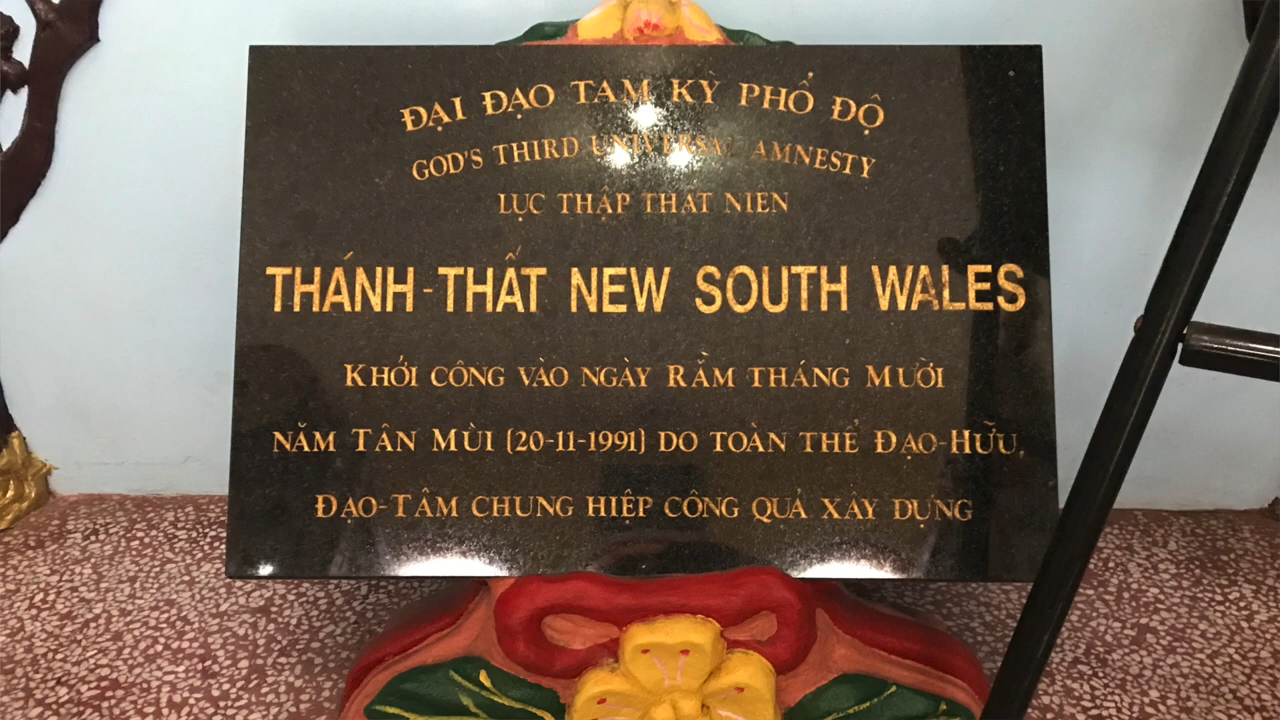 ĐẠI ĐẠO TAM KỲ PHỔ ĐỘ
GOD'S THIRD UNIVERSAL AMNESTY
LỤC THẬP THẤT NIÊN
THÁNH-THẤT NEW SOUTH WALES
KHỞI CÔNG VÀO NGÀY RẰM THÁNG MƯỜI
NĂM TÂN MÙI (20-11-1991) DO TOÀN THỂ ĐẠO-HỮU,
ĐẠO-TÂM CHUNG HIỆP CÔNG QUẢ XÂY DỰNG